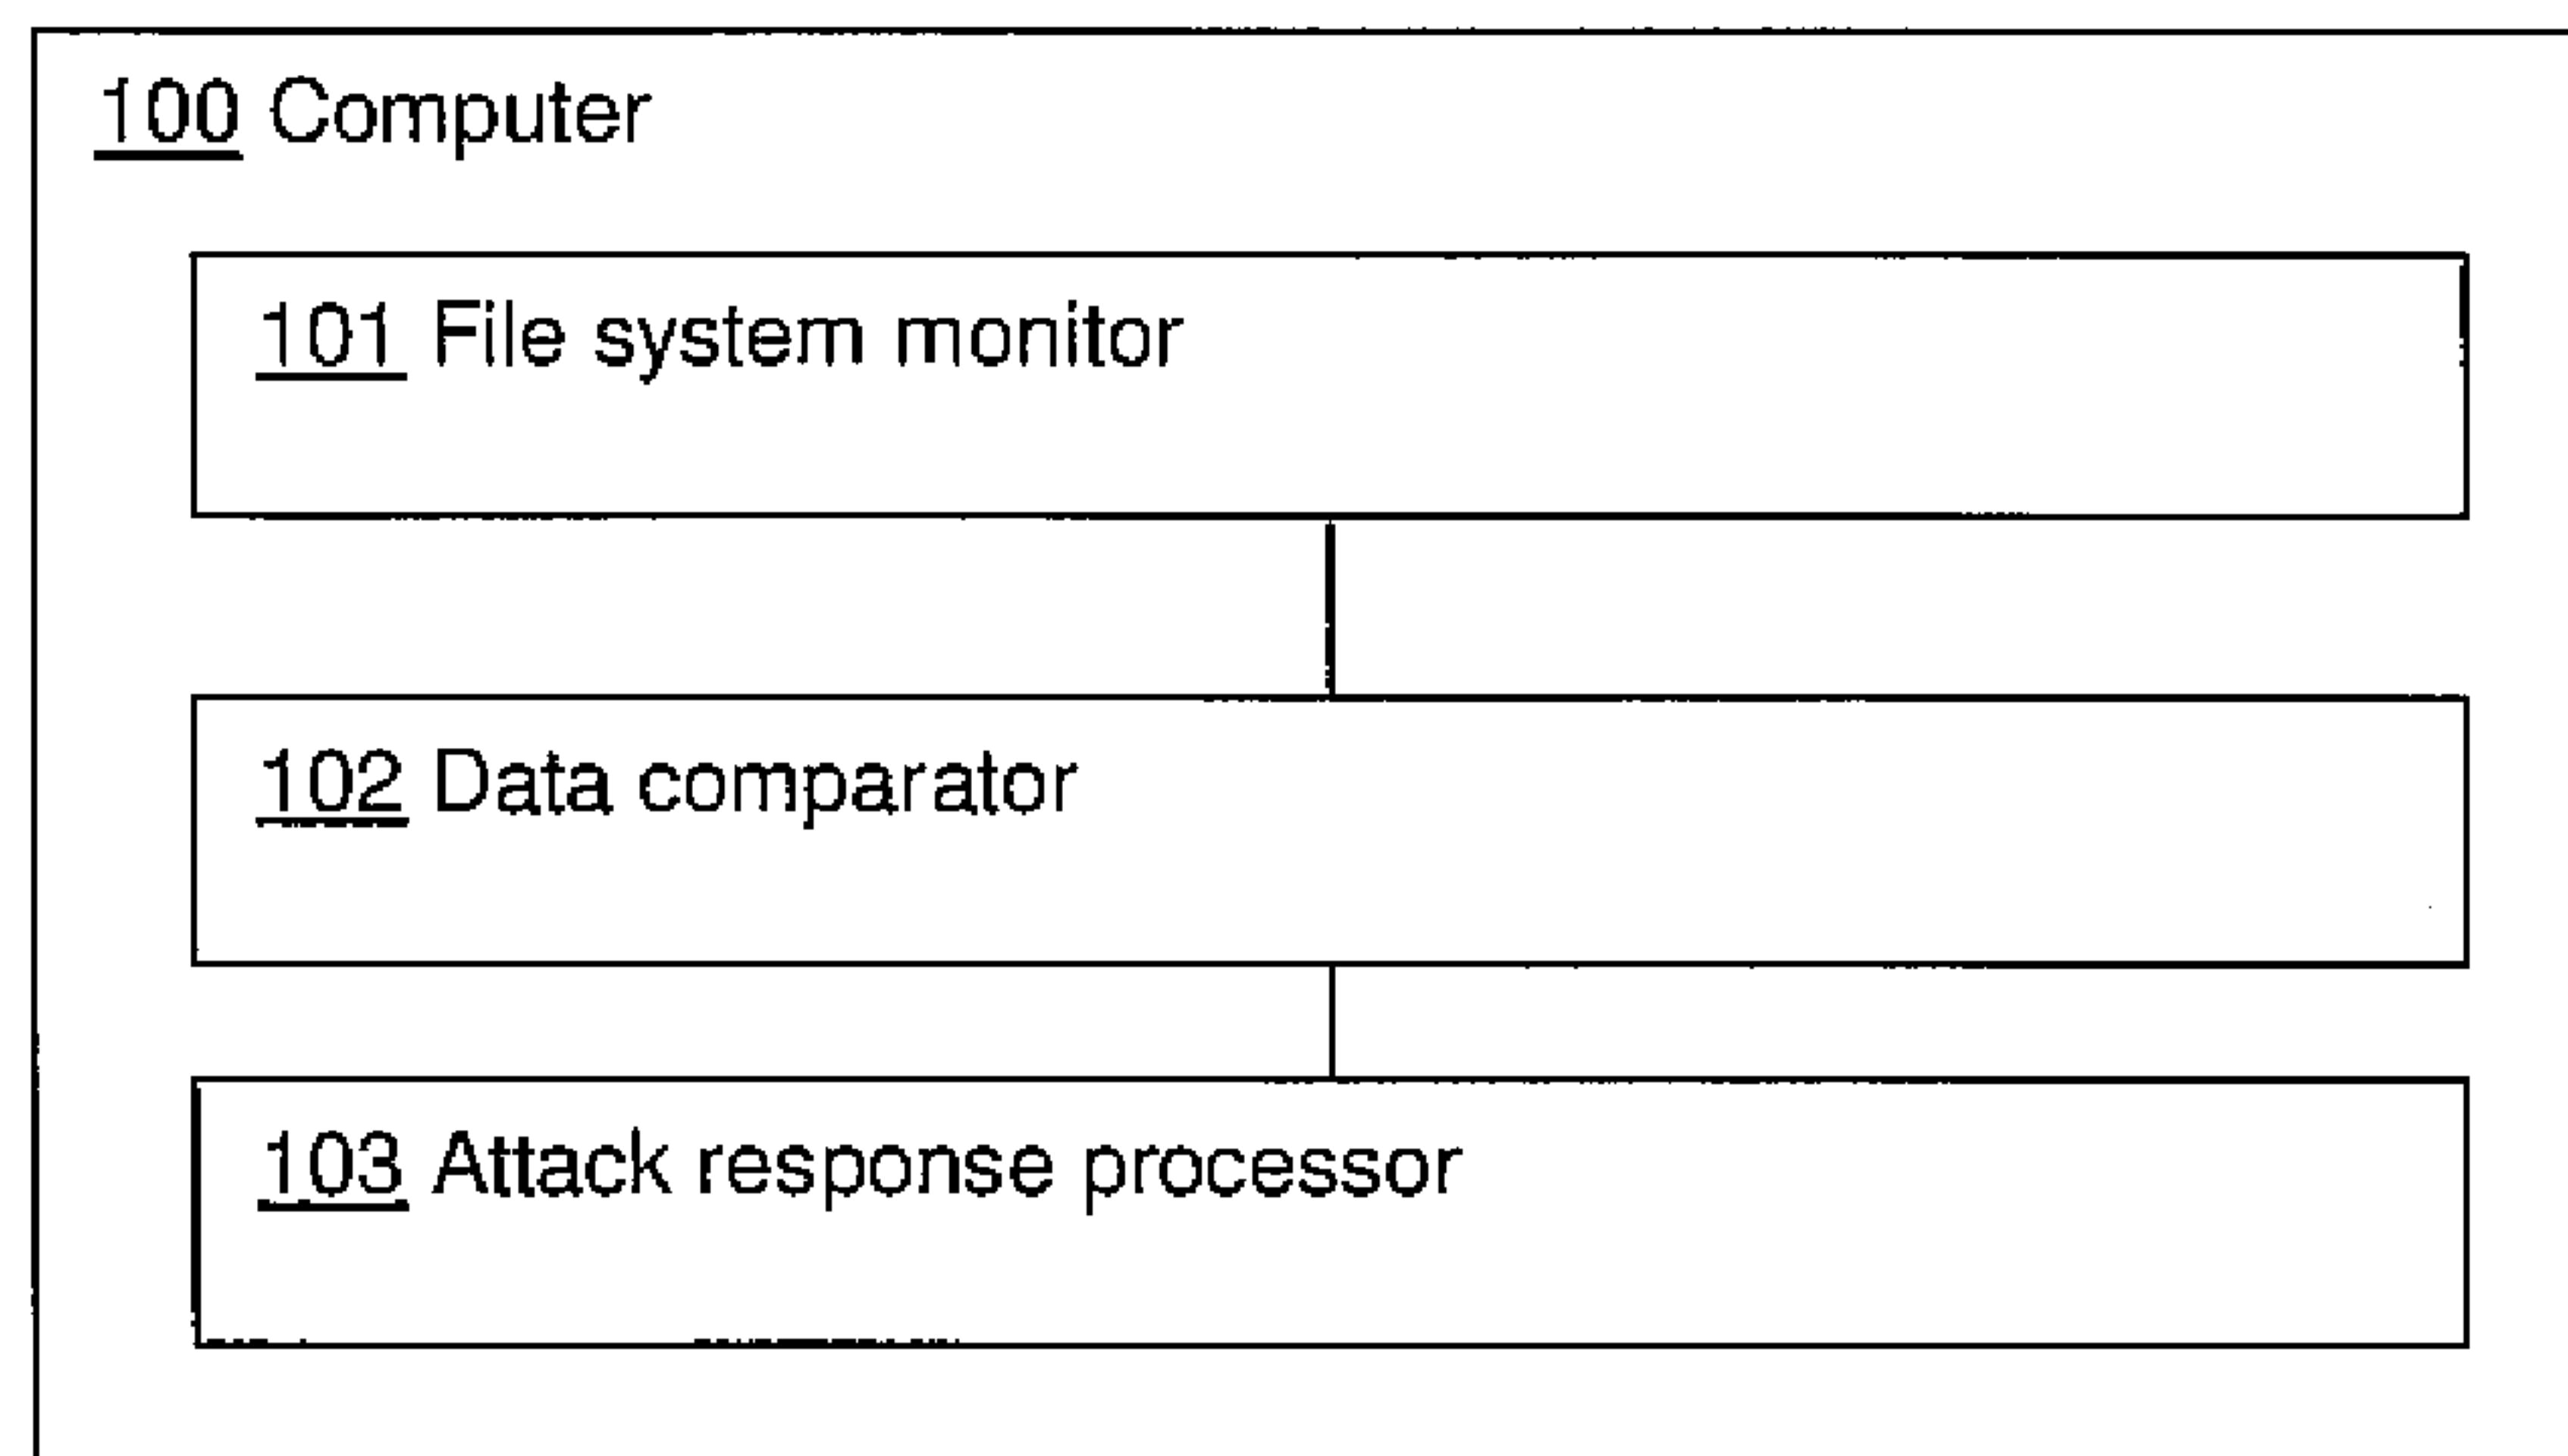 100 Computer
101 File system monitor
102 Data comparator
103 Attack response processor